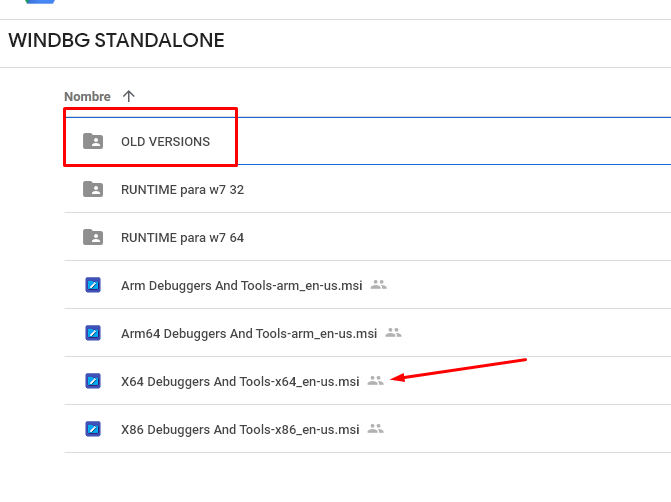 WINDBG STANDALONE
Nombre
OLD VERSIONS
RUNTIME para w7 32
RUNTIME para w7 64
Arm Debuggers And Tools-arm_en-us.msi
Arm64 Debuggers And Tools-arm_en-us.msi
X64 Debuggers And Tools-x64_en-us.msi
X86 Debuggers And Tools-x86_en-us.msi